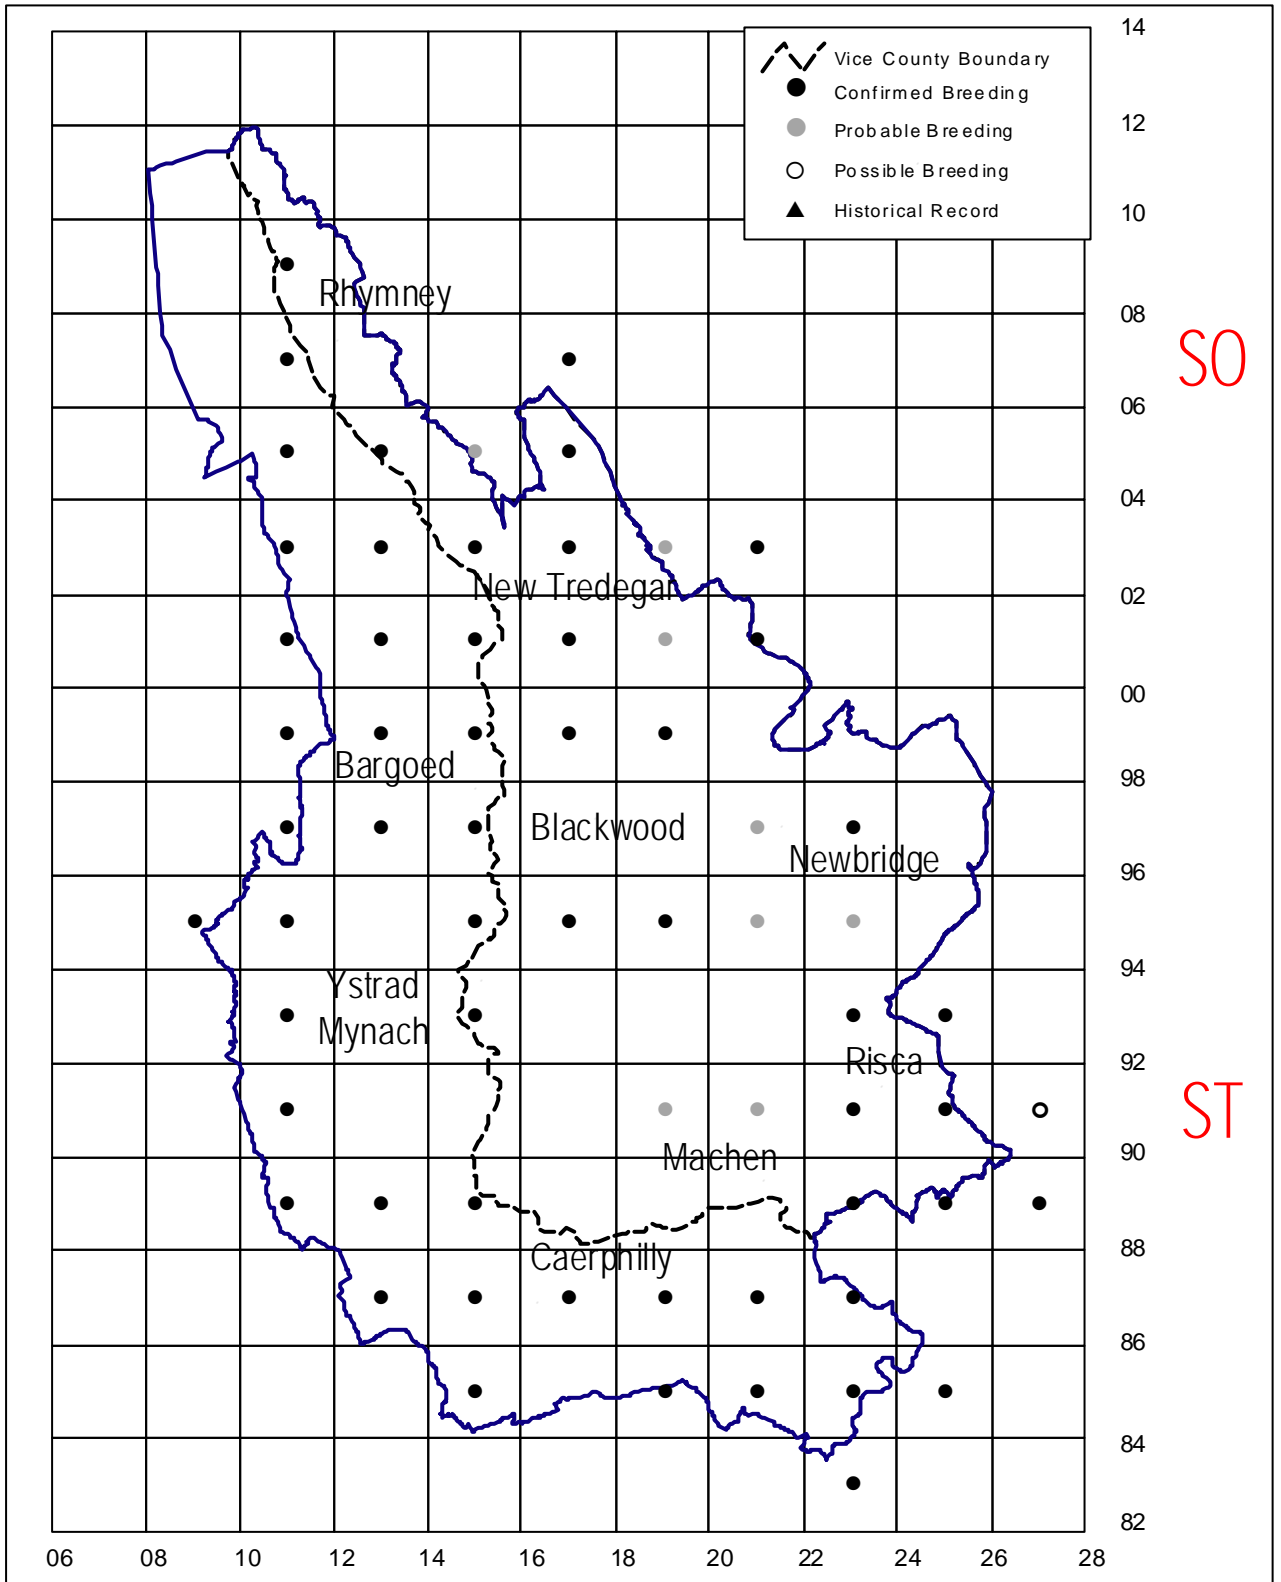 14
Vice County Boundary
Confirmed Breeding
Probable Breeding
Possible Breeding
Historical Record
12
10
Rhymney
08
SO
06
04
New Tredegar
02
00
Bargoed
98
Blackwood
Newbridge
96
94
Ystrad
Mynach
Risca
92
ST
Machen
90
Caerphilly
88
86
84
82
06 08 10 12 14 16 18 20 22 24 26 28